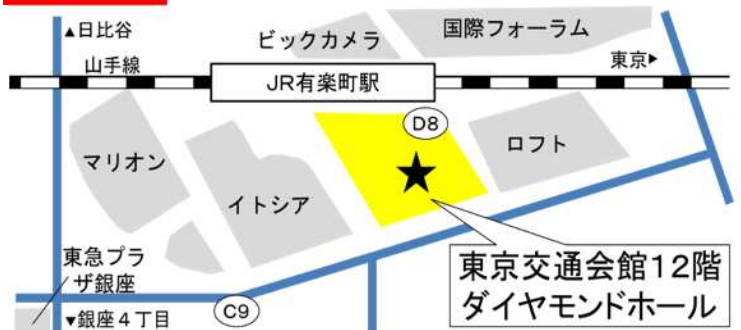 ▲日比谷
ビックカメラ
国際フォーラム
山手線
JR有楽町駅
東京▶
D8
マリオン
イトシア
ロフト
東急プラ
ザ銀座
C9
▼銀座4丁目
東京交通会館12階
ダイヤモンドホール